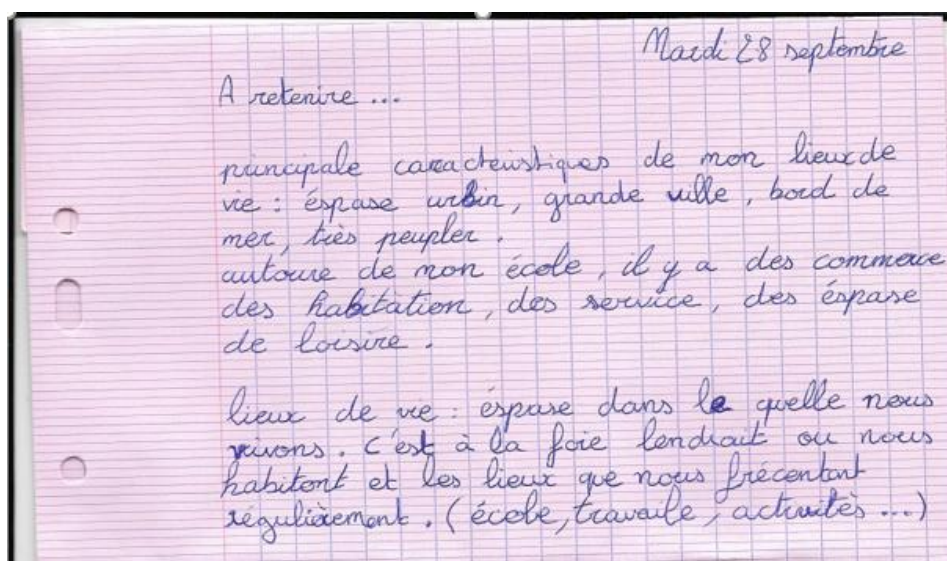 Mardi 28 septembre
A retenire ...
principale caracteristiques de mon lieux de
vie : éspase urbin, grande ville, bord de
mer, très peupler.
autoure de mon école, il y a des commerce
des habitation, des service, des éspase
de loisire.
lieux de vie : éspase dans le quelle nous
vivons. C'est à la foie lendrait ou nous
habitont et les lieux que nous frécentont
régulièrement. (école, travaile, activitès ...)